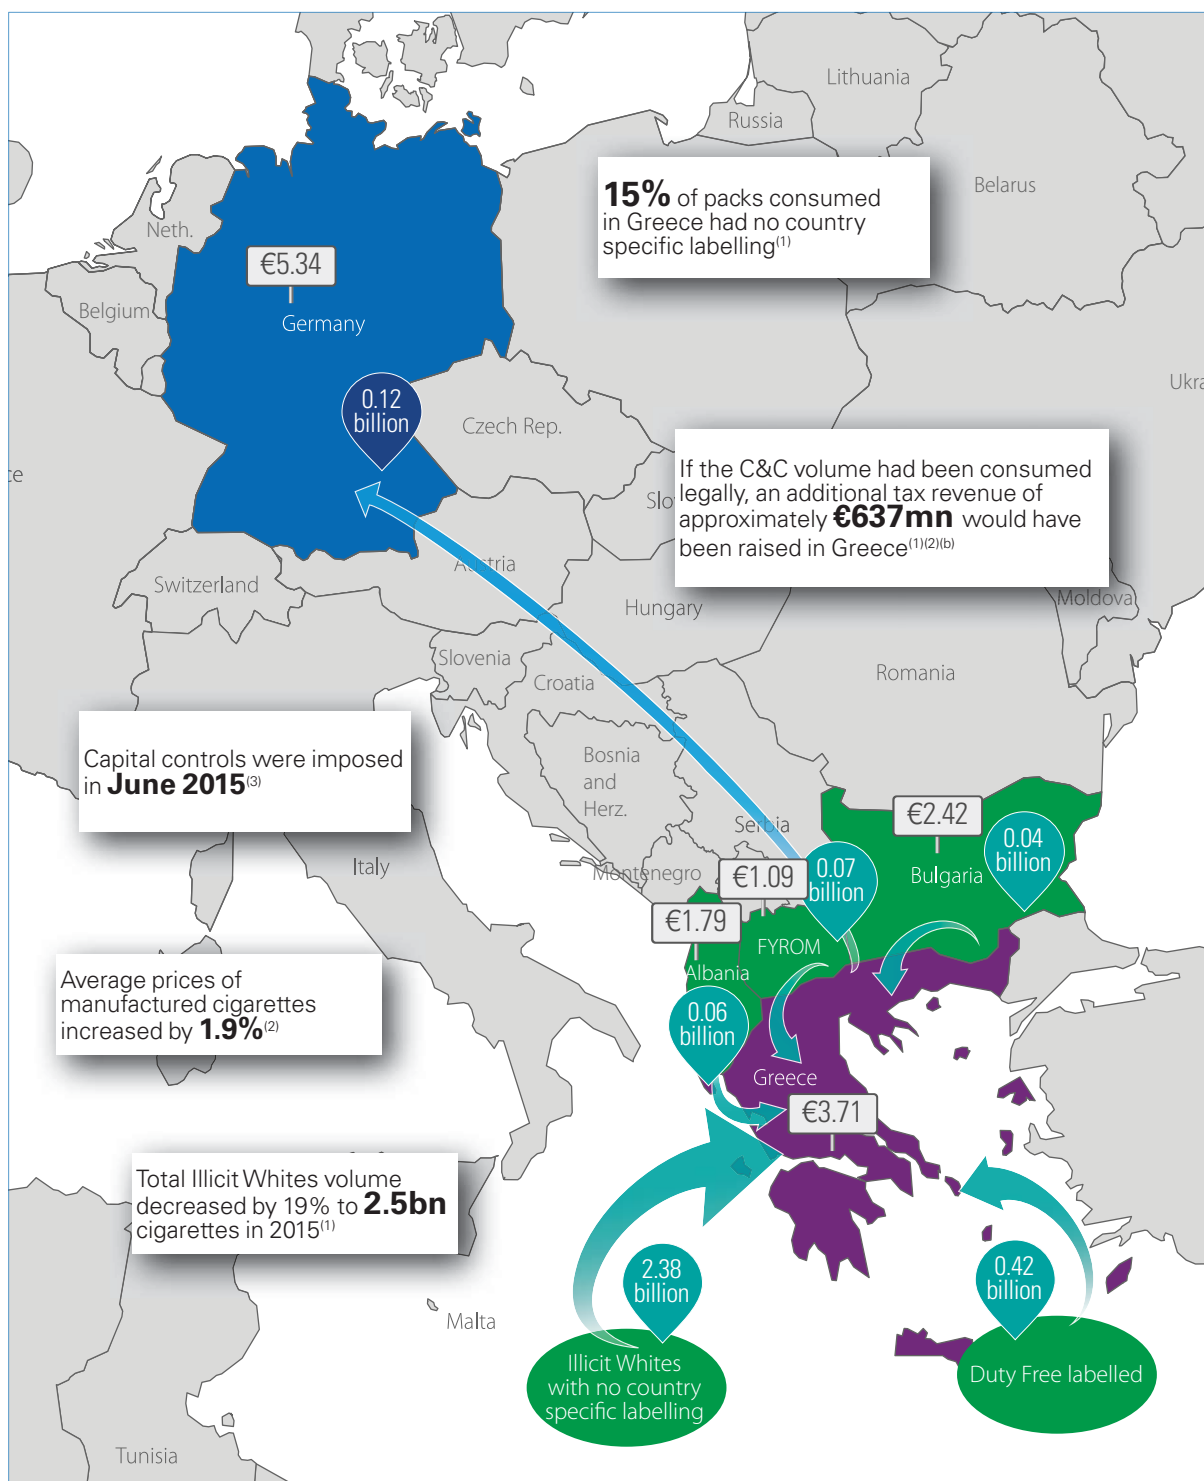 Lithuania
Russia
Belarus
15% of packs consumed
in Greece had no country
specific labelling(1)
Neth.
€5.34
Belgium
Germany
Ukra
0.12
billion
Czech Rep.
If the C&C volume had been consumed
legally, an additional tax revenue of
approximately €637mn would have
been raised in Greece(1)(2)(b)
ce
Slo
Austria
Switzerland
Hungary
Moldova
Slovenia
Croatia
Romania
Capital controls were imposed
in June 2015(3)
Bosnia
and
Herz.
Serbia
€2.42
0.04
billion
Italy
Montenegro
€1.09
0.07
billion
Bulgaria
€1.79
FYROM
Albania
Average prices of
manufactured cigarettes
increased by 1.9%(2)
0.06
billion
Greece
€3.71
Total Illicit Whites volume
decreased by 19% to 2.5bn
cigarettes in 2015(1)
2.38
billion
0.42
billion
Malta
Illicit Whites
with no country
specific labelling
Duty Free labelled
Tunisia